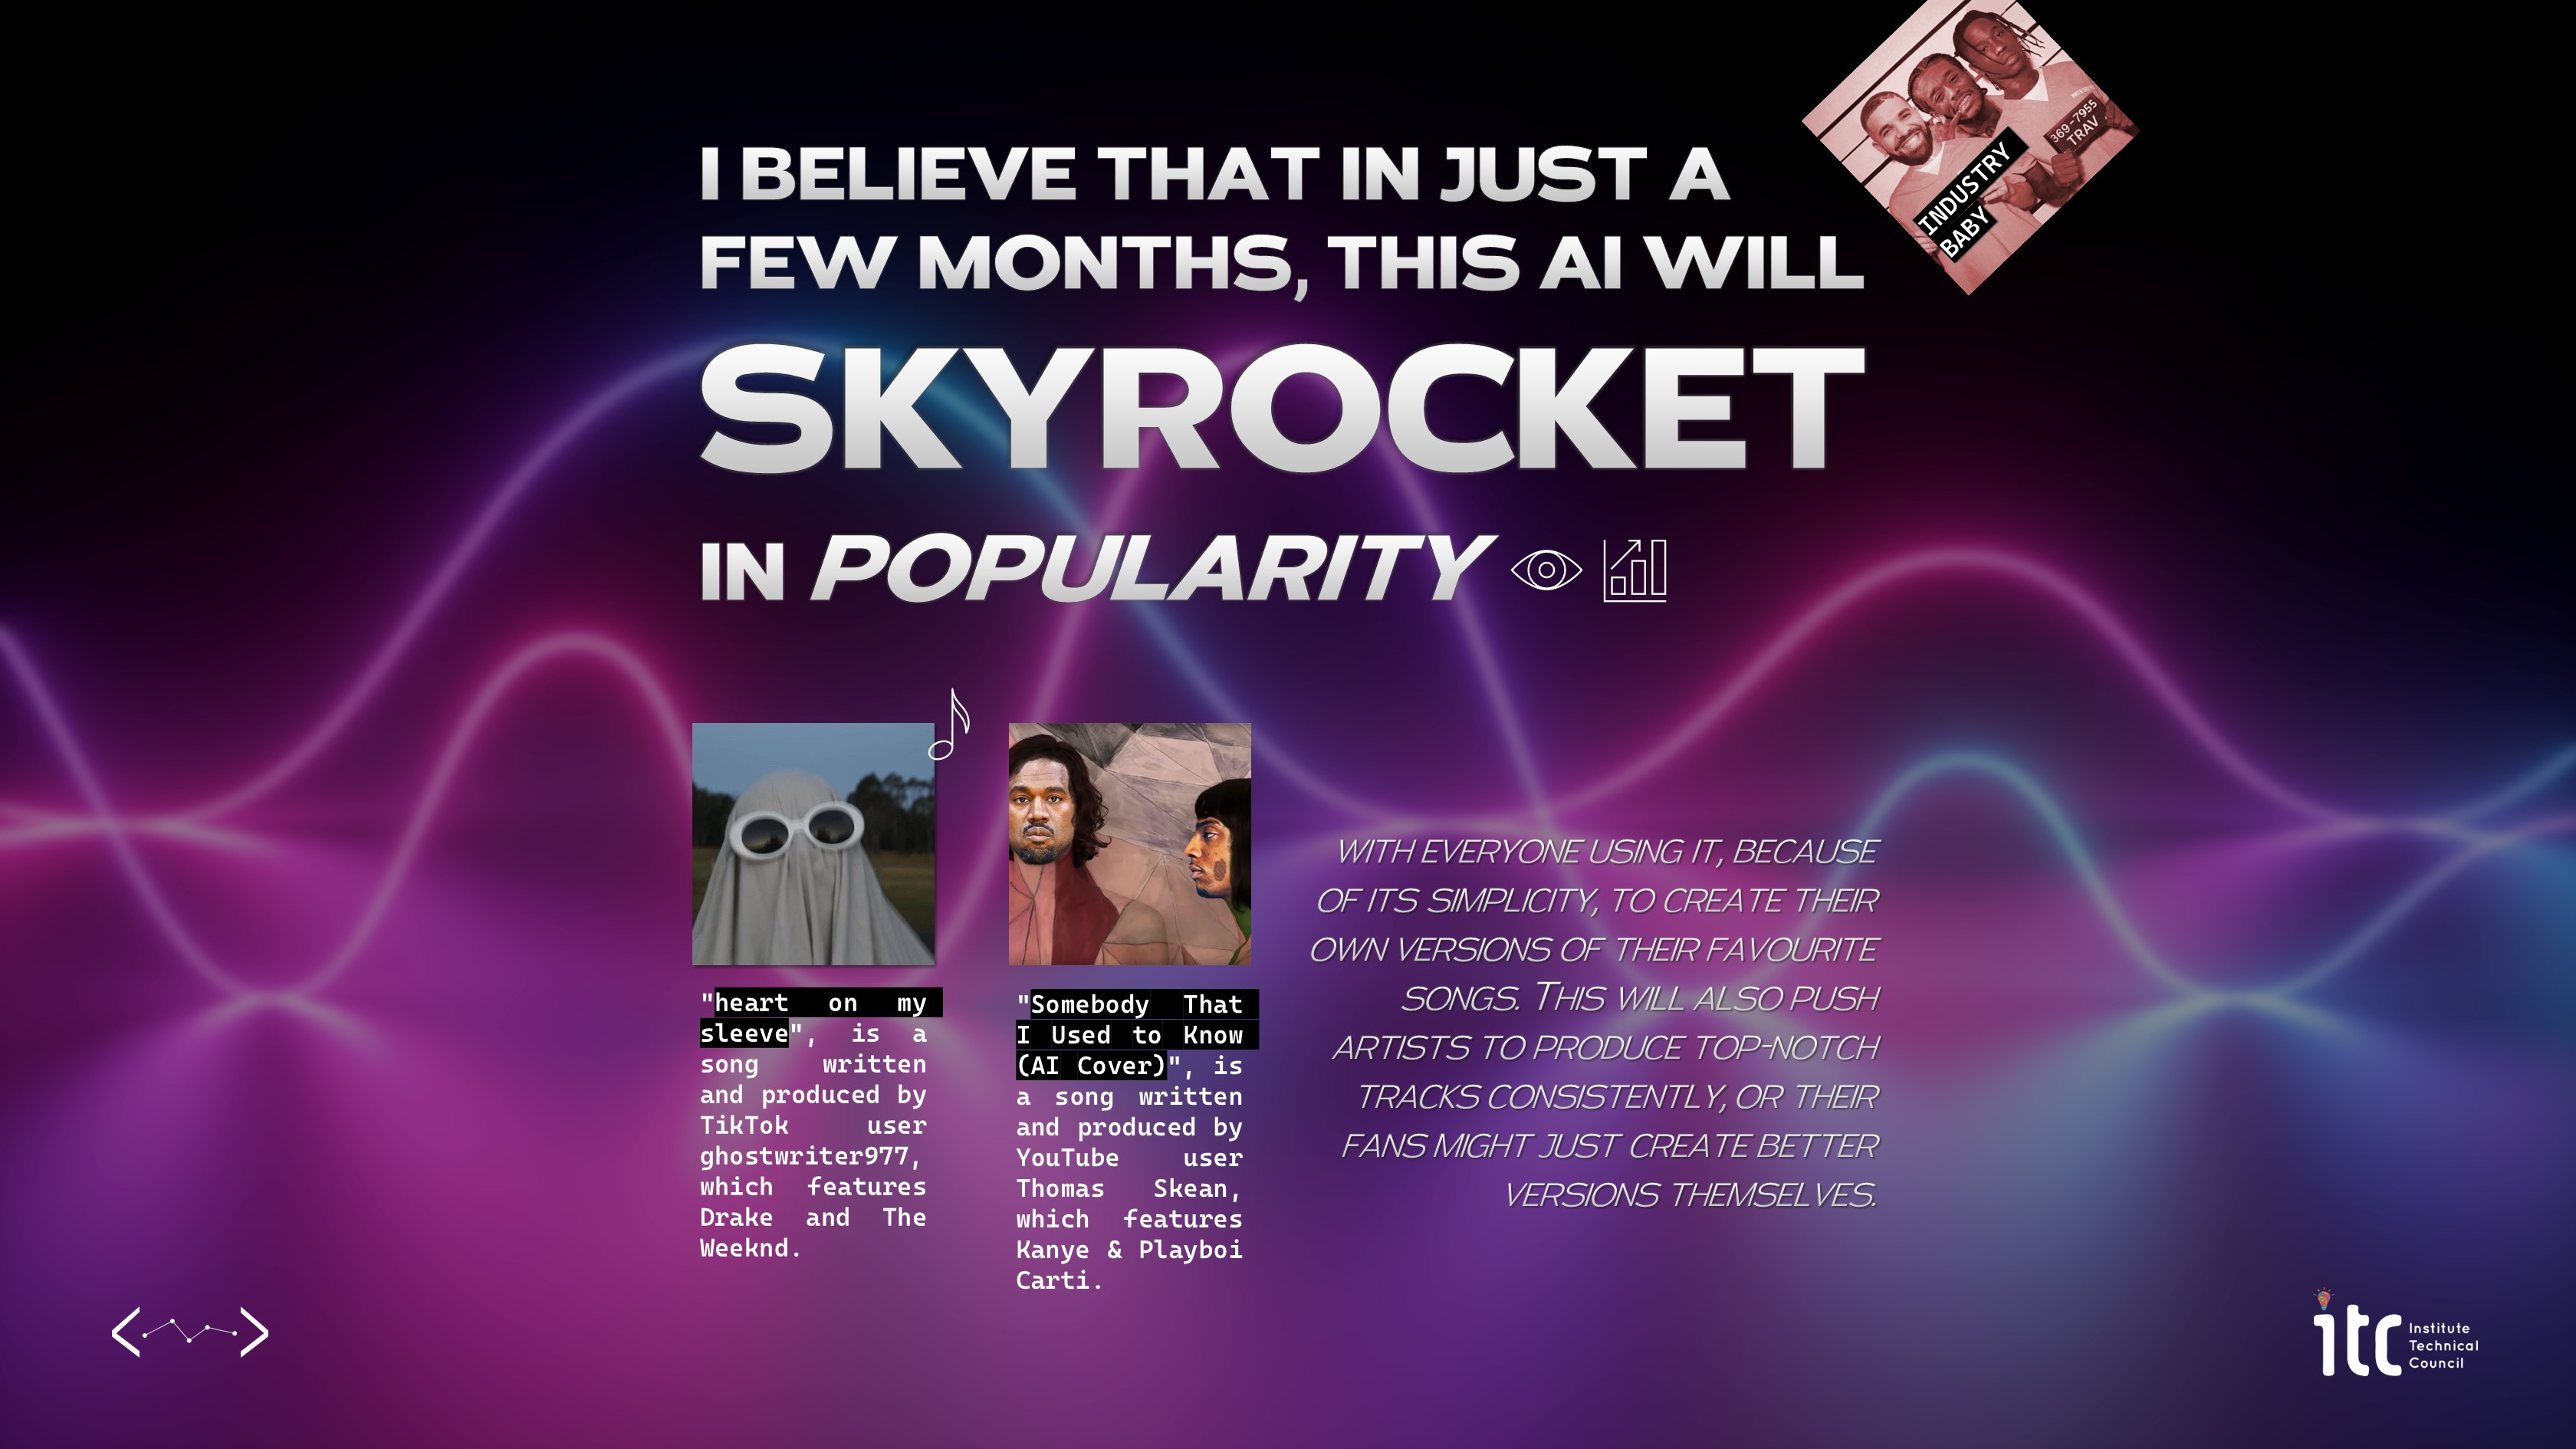 I BELIEVE THAT IN JUST A
FEW MONTHS, THIS AI WILL
SKYROCKET
IN POPULARITY
369-7955
TRAV
INDUSTRY
BABY
"heart on my
sleeve", is a
song written
and produced by
TikTok user
ghostwriter977,
which features
Drake and The
Weeknd.
"Somebody That
I Used to Know
(AI Cover)", is
a song written
and produced by
YouTube user
Thomas Skean,
which features
Kanye & Playboi
Carti.
WITH EVERYONE USING IT, BECAUSE
OF ITS SIMPLICITY, TO CREATE THEIR
OWN VERSIONS OF THEIR FAVOURITE
SONGS. THIS WILL ALSO PUSH
ARTISTS TO PRODUCE TOP-NOTCH
TRACKS CONSISTENTLY, OR THEIR
FANS MIGHT JUST CREATE BETTER
VERSIONS THEMSELVES.
itc
Institute
Technical
Council